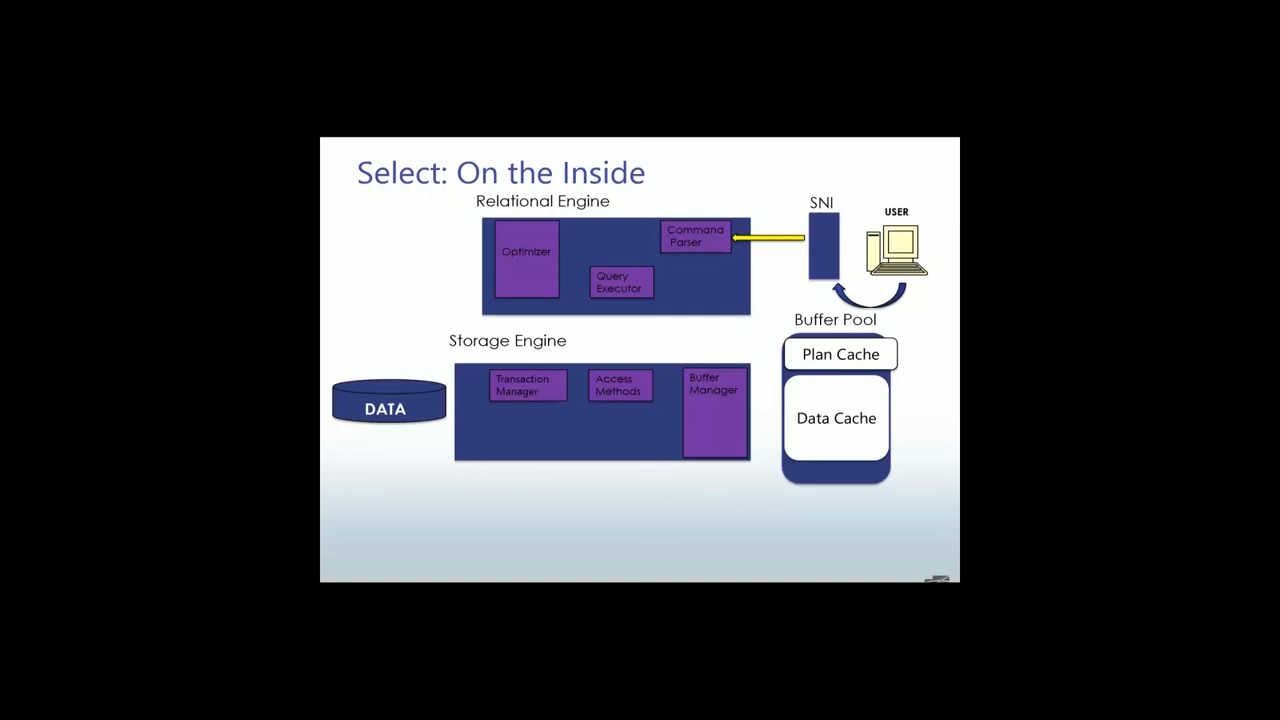 Select: On the Inside
Relational Engine
SNI
USER
Optimizer
Command
Parser
Query
Executor
Buffer Pool
Storage Engine
Plan Cache
Transaction
Manager
Access
Methods
Buffer
Manager
DATA
Data Cache